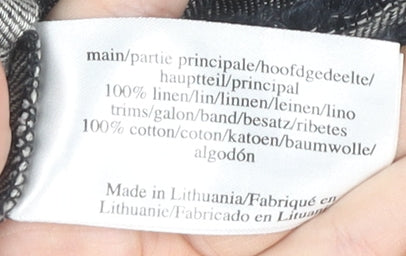 main/partie principale/hoofdgedeelte/
hauptteil/principal
100% linen/lin/linnen/leinen/lino
trims/galon/band/besatz/ribetes
100% cotton/coton/katoen/baumwolle/
algodón
Made in Lithuania/Fabriqué en
Lithuanie/Fabricado en